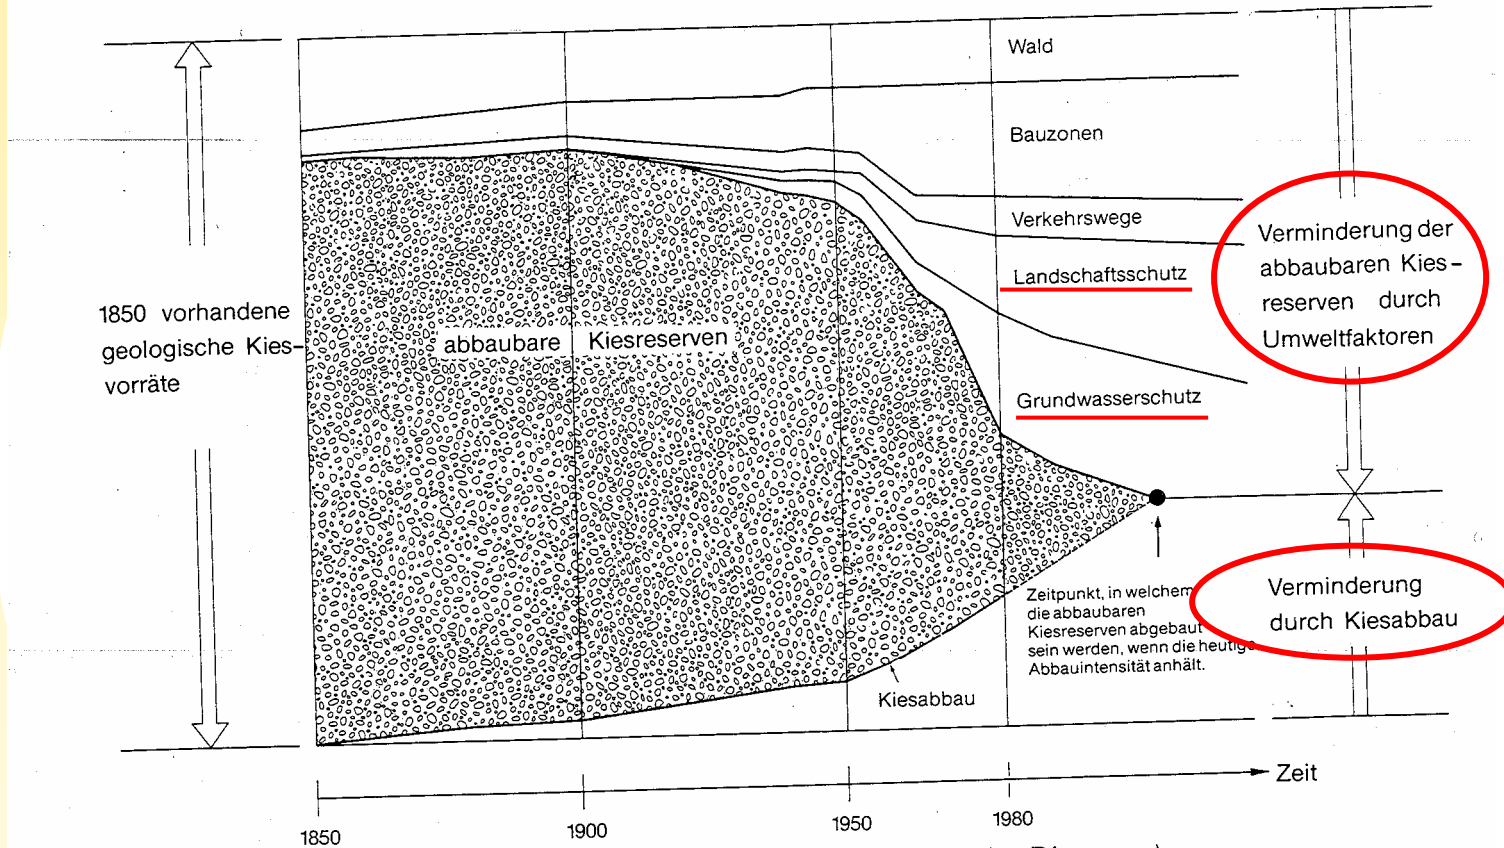 Wald
Bauzonen
Verkehrswege
Landschaftsschutz
Grundwasserschutz
Verminderung der
abbaubaren Kies-
reserven durch
Umweltfaktoren
1850 vorhandene
geologische Kies-
vorräte
abbaubare Kiesreserven
Zeitpunkt, in welchem
die abbaubaren
Kiesreserven abgebaut
sein werden, wenn die heutige
Abbauintensität anhält.
Verminderung
durch Kiesabbau
Kiesabbau
Zeit
1850
1900
1950
1980